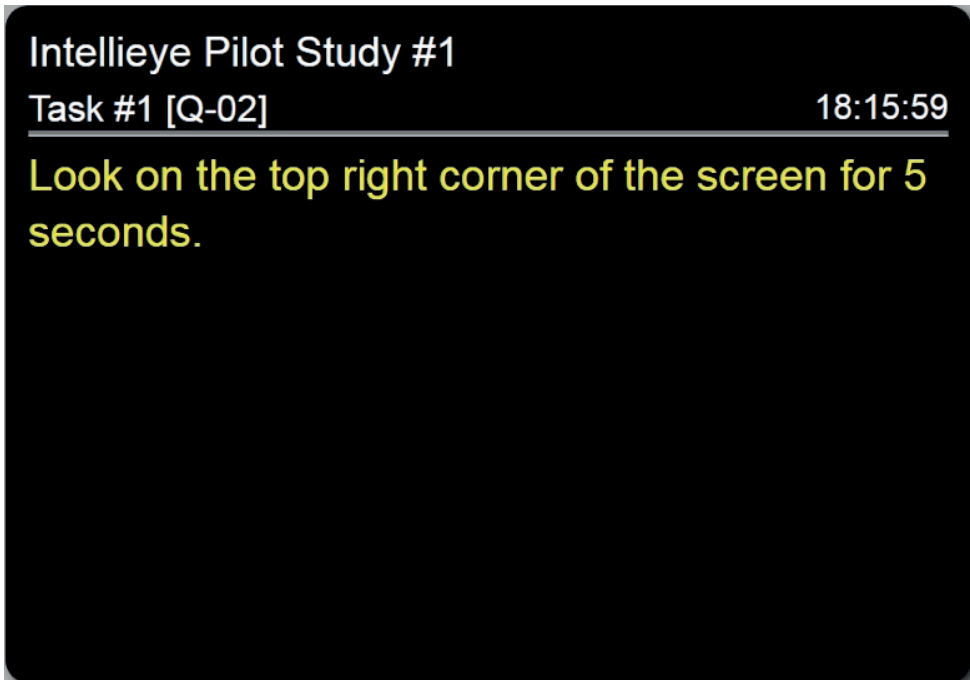 Intellieye Pilot Study #1
Task #1 [Q-02] 18:15:59
Look on the top right corner of the screen for 5
seconds.